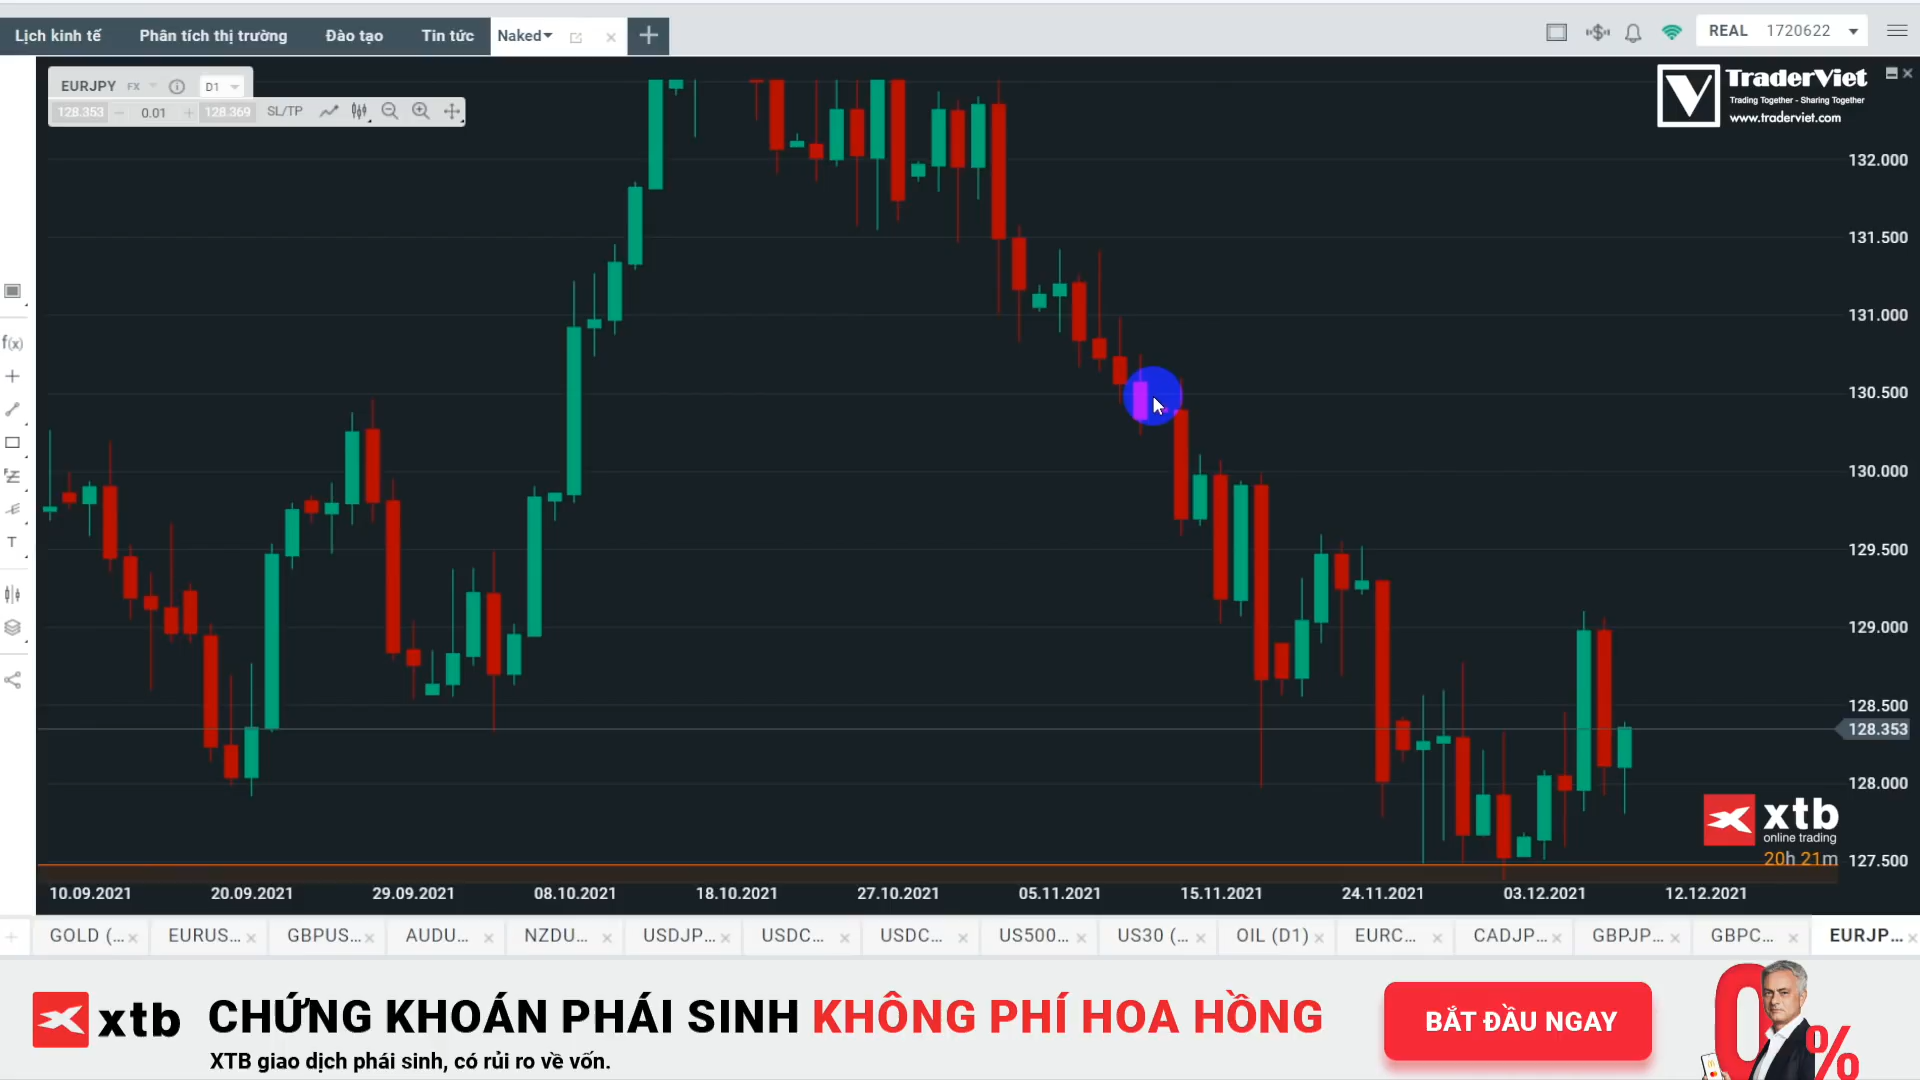 Lịch kinh tế Phân tích thị trường Đào tạo Tin tức Naked REAL 1720622
EURJPY FX D1
128.353 0.01 128.369 SL/TP
TraderViet
Trading Together - Sharing Together
www.traderviet.com
132.000
131.500
131.000
130.500
130.000
129.500
129.000
128.500
128.353
128.000
127.500
f(x)
T
xtb
online trading
20h 21m
10.09.2021 20.09.2021 29.09.2021 08.10.2021 18.10.2021 27.10.2021 05.11.2021 15.11.2021 24.11.2021 03.12.2021 12.12.2021
GOLD (... EURUS... GBPUS... AUDU... NZDU... USDJP... USDC... USDC... US500... US30 (... OIL (D1) EURC... CADJP... GBPJP... GBPC... EURJP...
xtb CHỨNG KHOÁN PHÁI SINH KHÔNG PHÍ HOA HỒNG
XTB giao dịch phái sinh, có rủi ro về vốn.
BẮT ĐẦU NGAY
0%